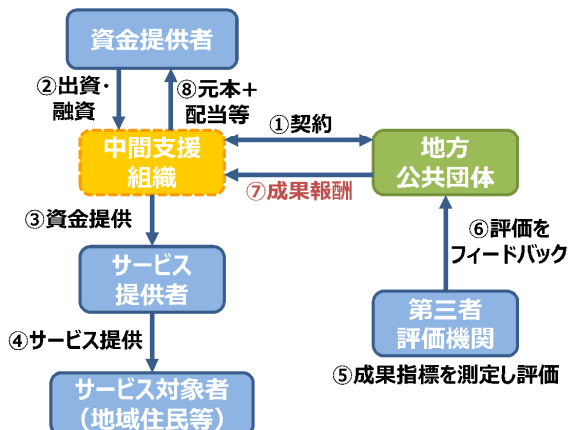 資金提供者
②出資・
融資
⑧元本＋
配当等
①契約
中間支援
組織
地方
公共団体
⑦成果報酬
③資金提供
⑥評価を
フィードバック
サービス
提供者
第三者
評価機関
④サービス提供
⑤成果指標を測定し評価
サービス対象者
（地域住民等）